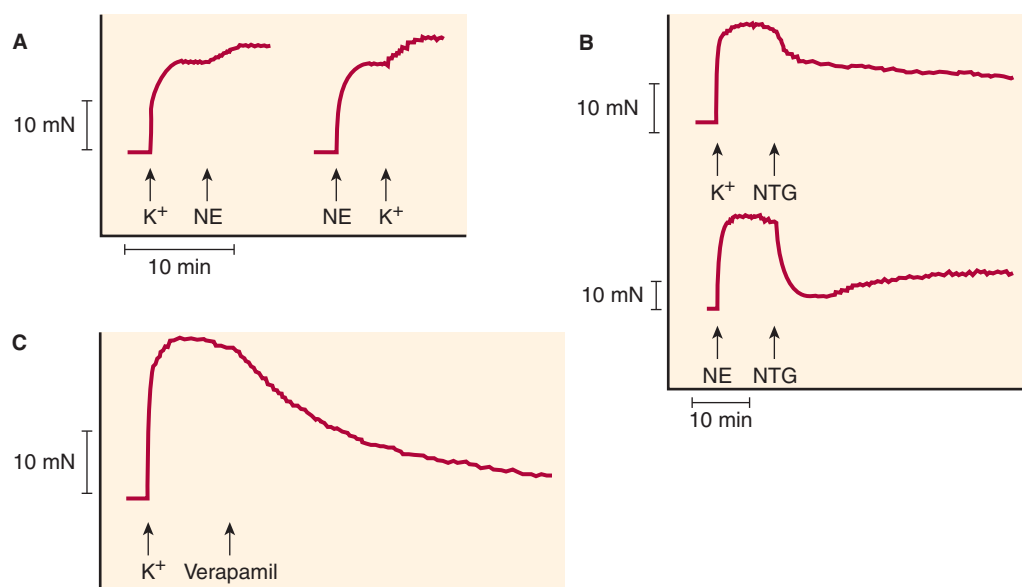 A
10 mN
K+ NE NE K+
10 min
B
10 mN
K+ NTG
10 mN
NE NTG
10 min
C
10 mN
K+ Verapamil